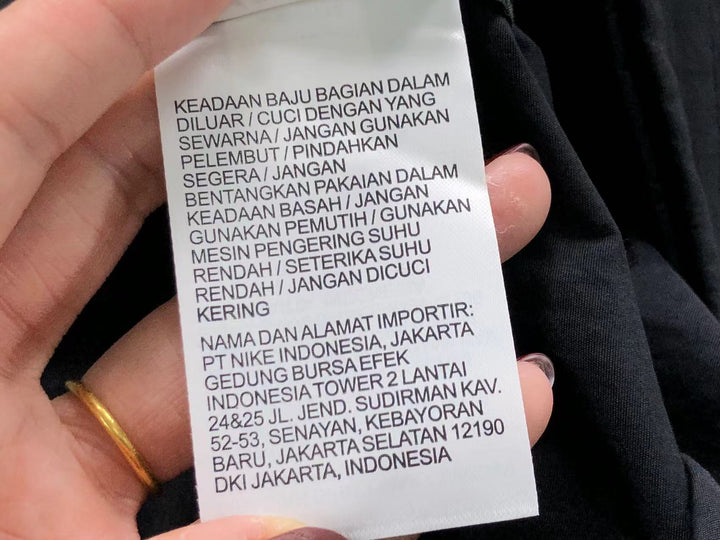 KEADAAN BAJU BAGIAN DALAM
DILUAR / CUCI DENGAN YANG
SEWARNA / JANGAN GUNAKAN
PELEMBUT / PINDAHKAN
SEGERA / JANGAN
BENTANGKAN PAKAIAN DALAM
KEADAAN BASAH / JANGAN
GUNAKAN PEMUTIH / GUNAKAN
MESIN PENGERING SUHU
RENDAH / SETERIKA SUHU
RENDAH / JANGAN DICUCI
KERING
NAMA DAN ALAMAT IMPORTIR:
PT NIKE INDONESIA, JAKARTA
GEDUNG BURSA EFEK
INDONESIA TOWER 2 LANTAI
24&25 JL. JEND. SUDIRMAN KAV.
52-53, SENAYAN, KEBAYORAN
BARU, JAKARTA SELATAN 12190
DKI JAKARTA, INDONESIA